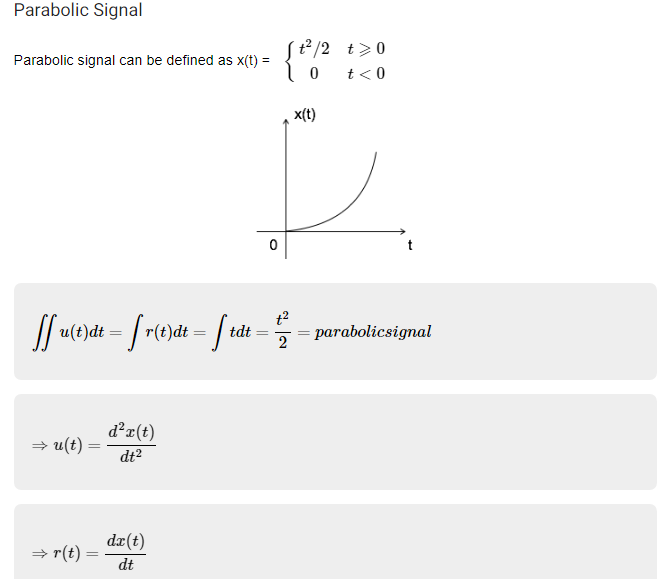 Parabolic Signal
Parabolic signal can be defined as x(t) = { t²/2 t ⩾ 0
0 t < 0
x(t)
0 t
∬ u(t)dt = ∫ r(t)dt = ∫ tdt = t²/2 = parabolicsignal
⇒ u(t) = d²x(t)/dt²
⇒ r(t) = dx(t)/dt